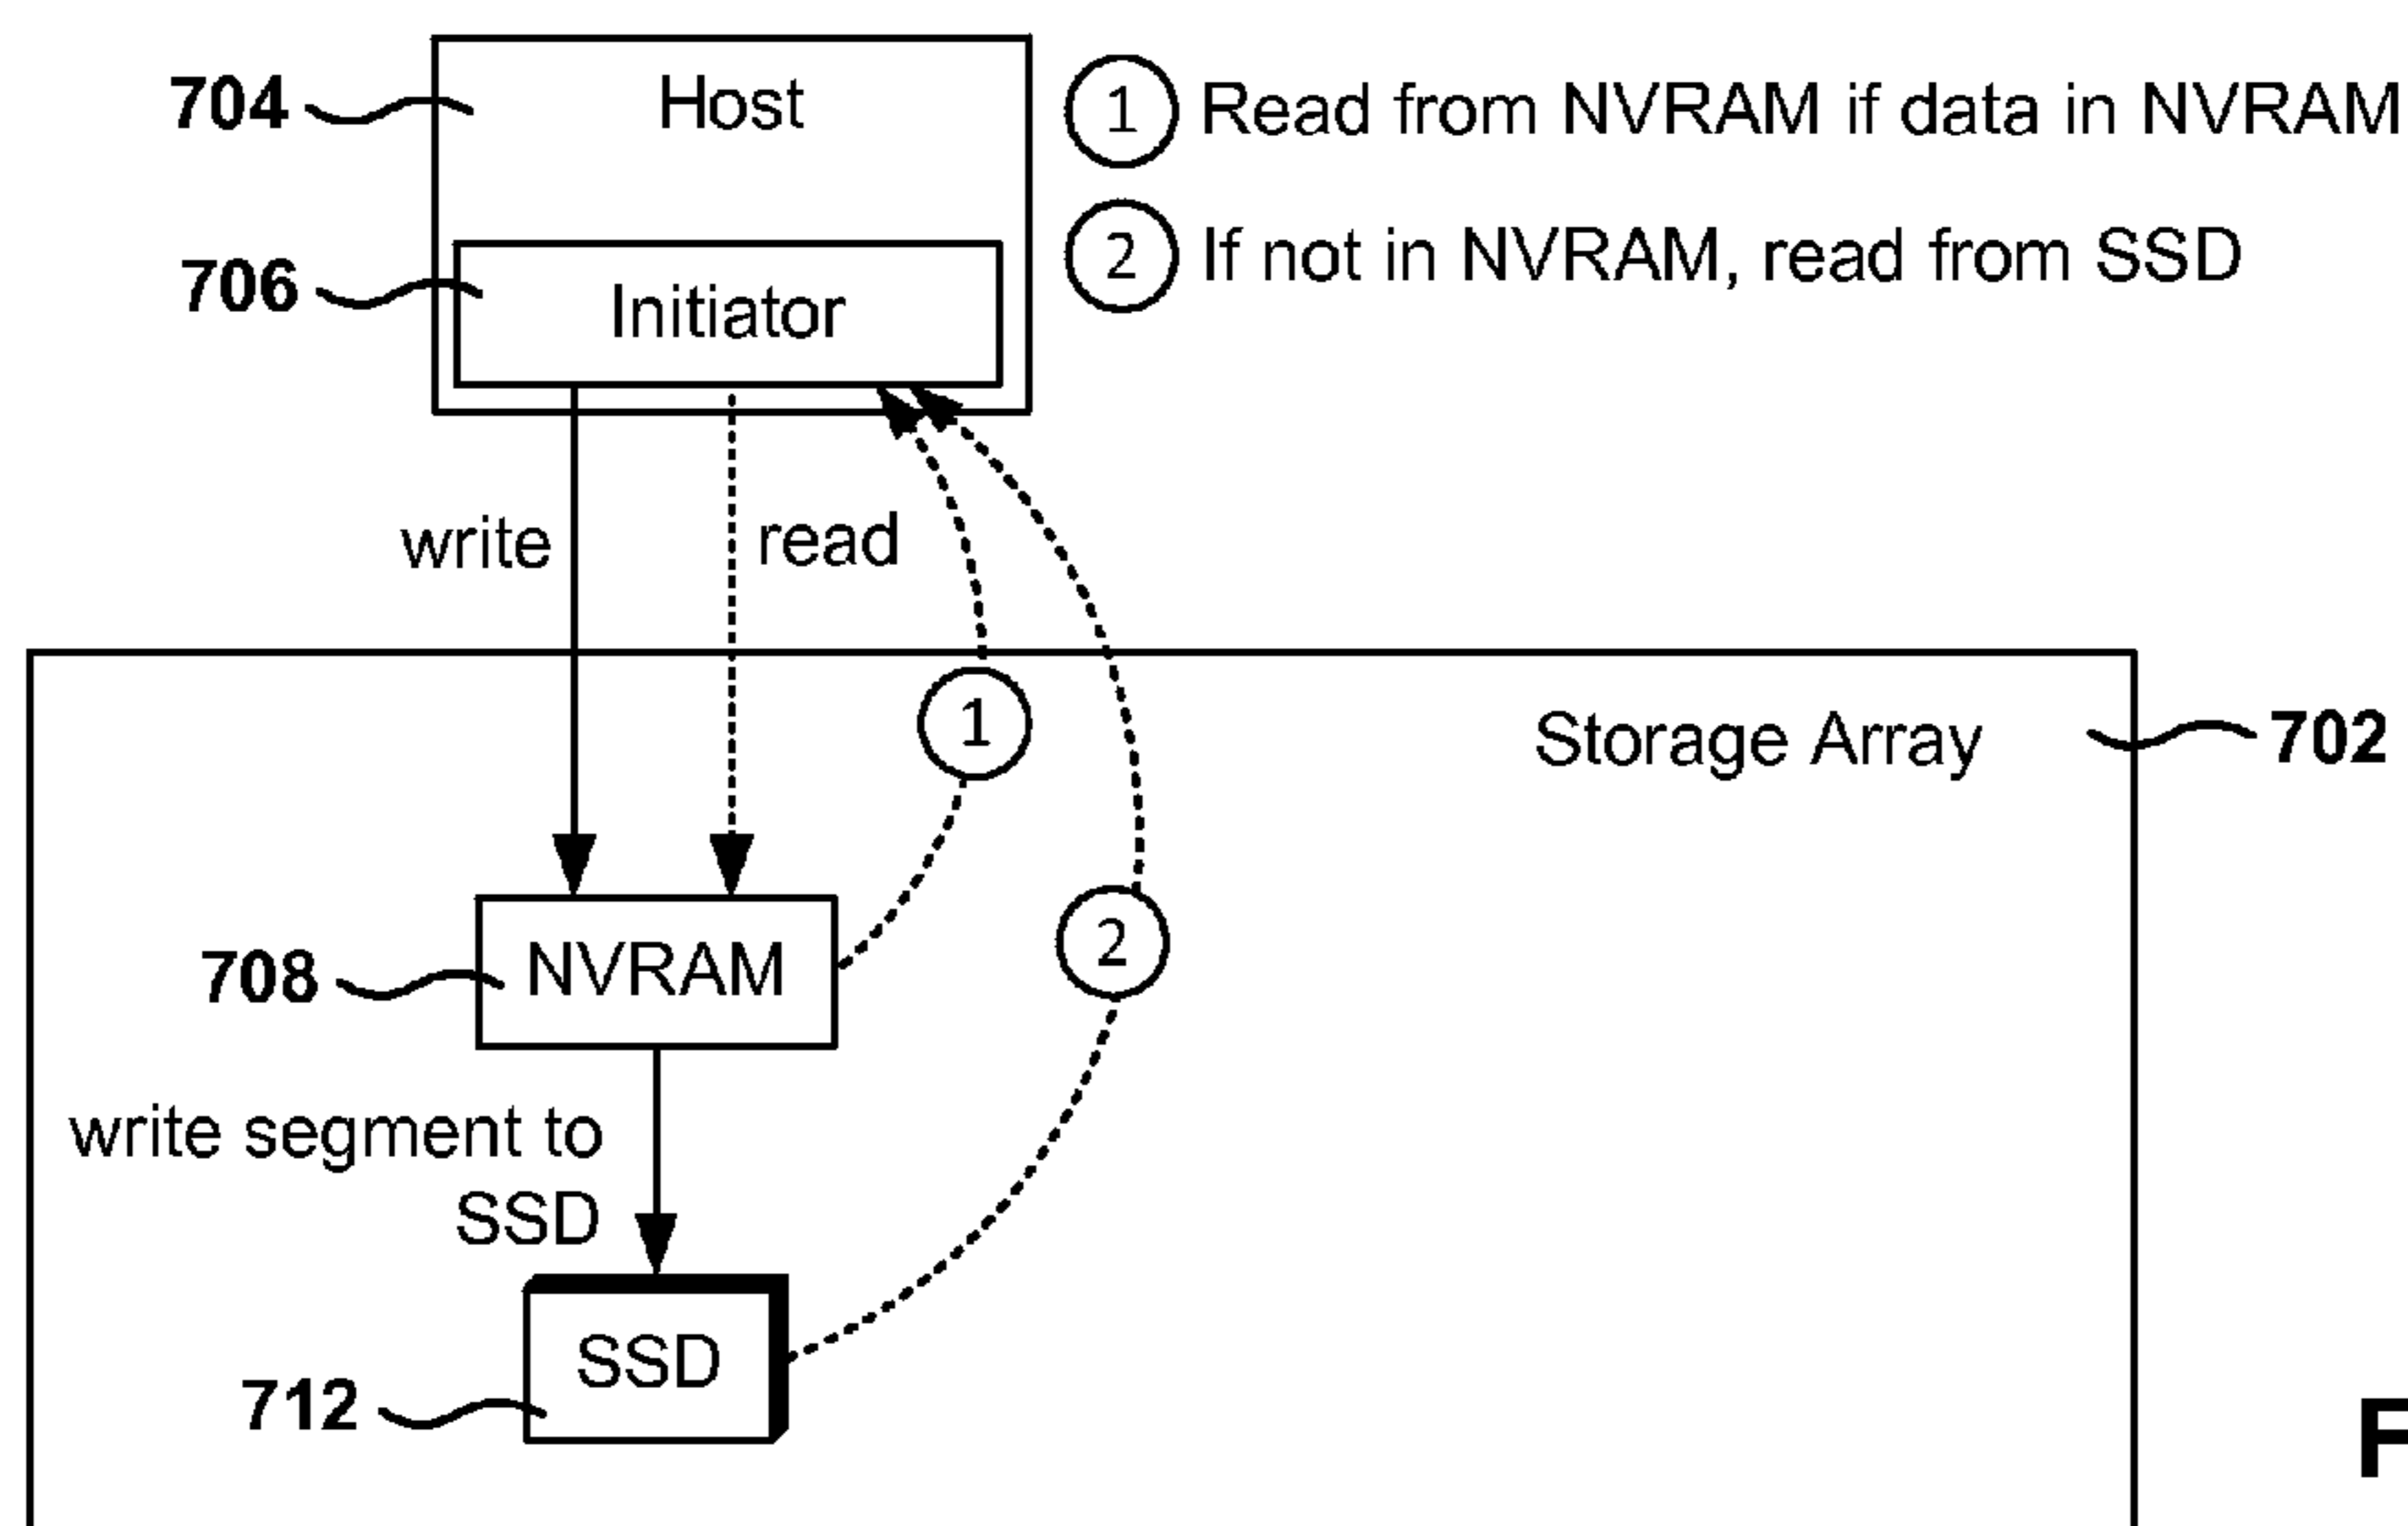 704
Host
1 Read from NVRAM if data in NVRAM
2 If not in NVRAM, read from SSD
706
Initiator
write
read
1
Storage Array
702
2
708
NVRAM
write segment to
SSD
SSD
712
F